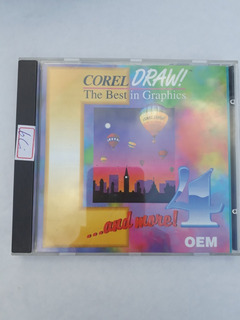 COREL DRAW!
The Best in Graphics
...and more!
4
OEM